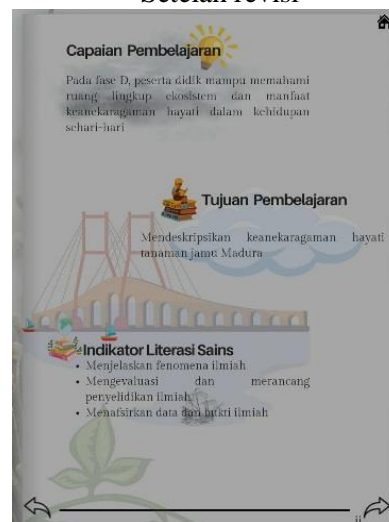 Setelah revisi
Capaian Pembelajaran
Pada fase D, peserta didik mampu memahami
ruang lingkup ekosistem dan manfaat
keanekaragaman hayati dalam kehidupan
sehari-hari
Tujuan Pembelajaran
Mendeskripsikan keanekaragaman hayati
tanaman jamu Madura
Indikator Literasi Sains
• Menjelaskan fenomena ilmiah
• Mengevaluasi dan merancang
penyelidikan ilmiah
• Menafsirkan data dan bukti ilmiah
ii